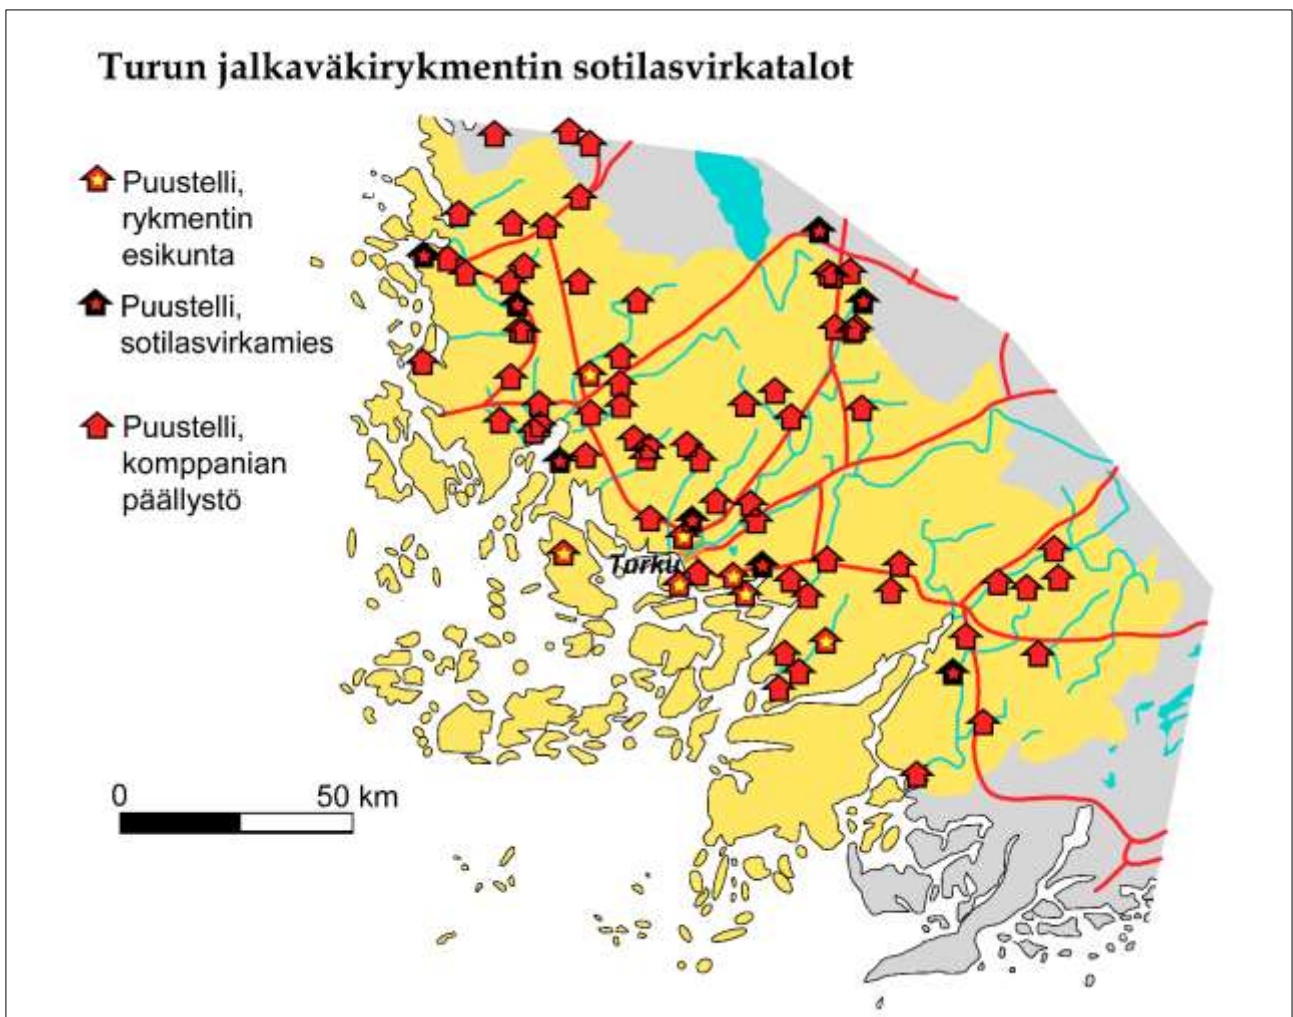 Turun jalkaväkirykmentin sotilasvirkatalot
Puustelli,
rykmentin
esikunta
Puustelli,
sotilasvirkamies
Puustelli,
komppanian
päällystö
Turku
0 50 km